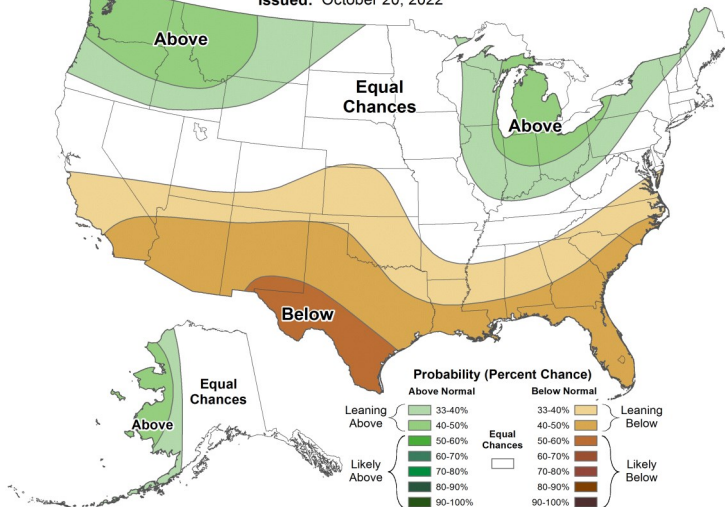 Issued: October 20, 2022
Above
Equal
Chances
Above
Below
Equal
Chances
Above
Probability (Percent Chance)
Above Normal
Below Normal
Leaning
Above
33-40%
40-50%
Likely
Above
50-60%
60-70%
70-80%
80-90%
90-100%
Equal
Chances
33-40%
40-50%
Leaning
Below
50-60%
60-70%
70-80%
80-90%
90-100%
Likely
Below